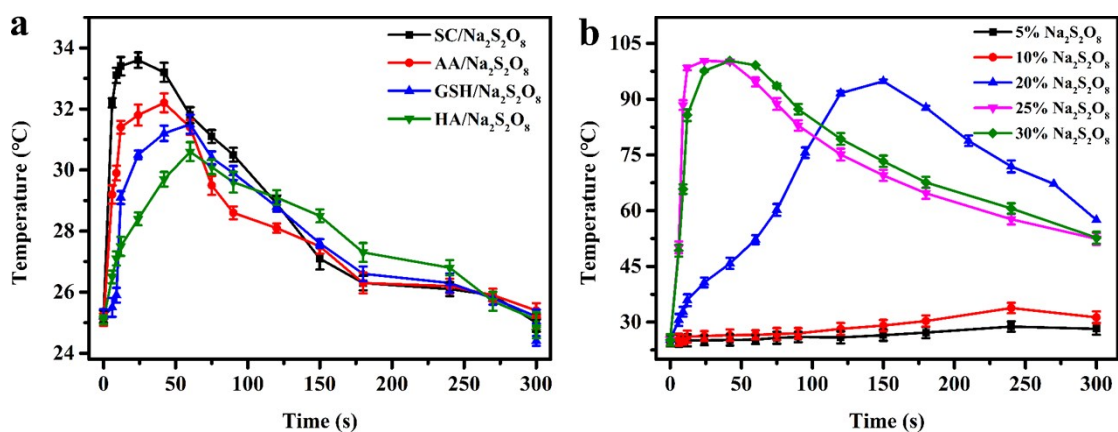 a
SC/Na₂S₂O₈
AA/Na₂S₂O₈
GSH/Na₂S₂O₈
HA/Na₂S₂O₈
34
32
30
28
26
24
Temperature (℃)
0
50
100
150
200
250
300
Time (s)
b
5% Na₂S₂O₈
10% Na₂S₂O₈
20% Na₂S₂O₈
25% Na₂S₂O₈
30% Na₂S₂O₈
105
90
75
60
45
30
Temperature (℃)
0
50
100
150
200
250
300
Time (s)